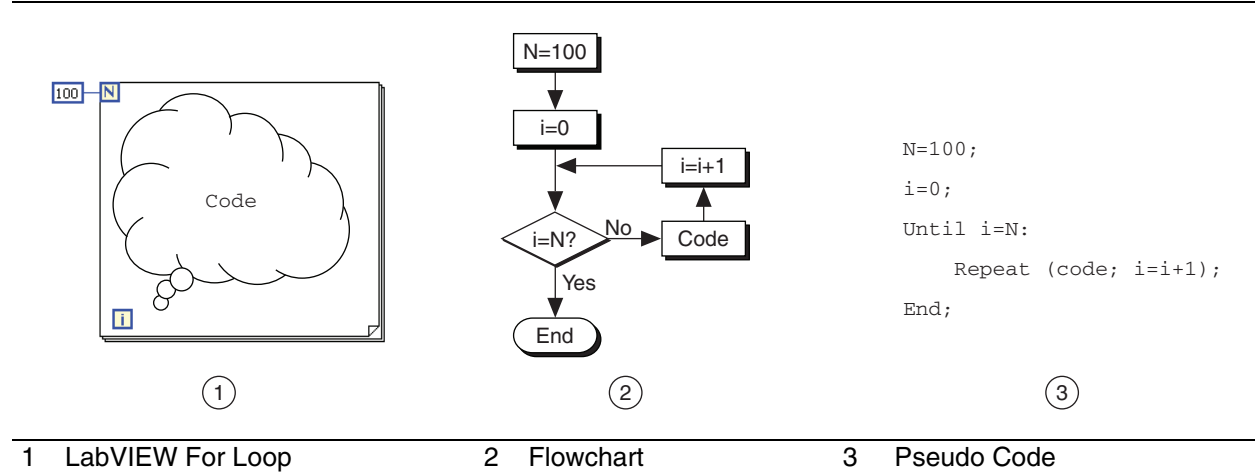 100
N
Code
i
1
N=100
i=0
i=i+1
i=N?
No
Code
Yes
End
2
N=100;
i=0;
Until i=N:
Repeat (code; i=i+1);
End;
3
1 LabVIEW For Loop 2 Flowchart 3 Pseudo Code